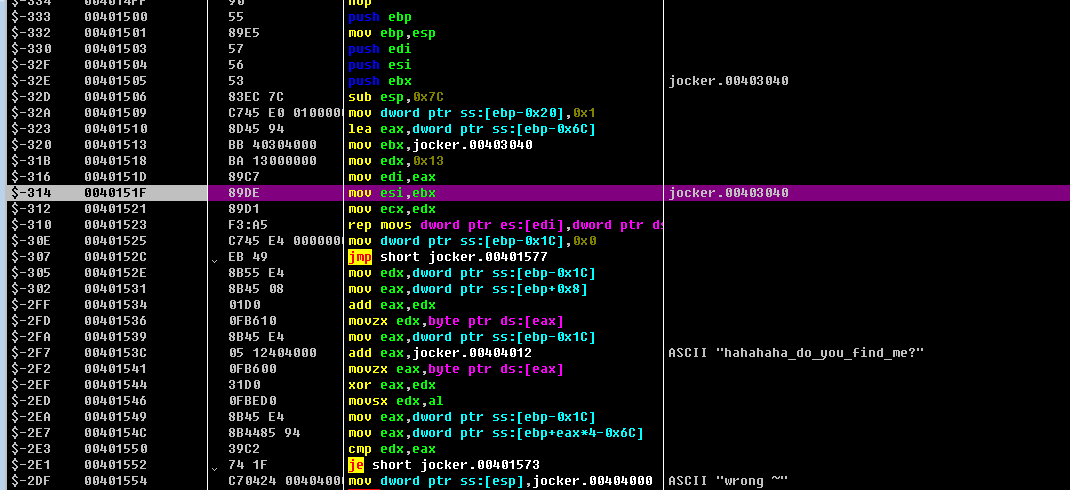 $-334 004014FF 90 nop
$-333 00401500 55 push ebp
$-332 00401501 89E5 mov ebp,esp
$-330 00401503 57 push edi
$-32F 00401504 56 push esi
$-32E 00401505 53 push ebx jocker.00403040
$-32D 00401506 83EC 7C sub esp,0x7C
$-32A 00401509 C745 E0 0100000 mov dword ptr ss:[ebp-0x20],0x1
$-323 00401510 8D45 94 lea eax,dword ptr ss:[ebp-0x6C]
$-320 00401513 BB 40304000 mov ebx,jocker.00403040
$-31B 00401518 BA 13000000 mov edx,0x13
$-316 0040151D 89C7 mov edi,eax
$-314 0040151F 89DE mov esi,ebx jocker.00403040
$-312 00401521 89D1 mov ecx,edx
$-310 00401523 F3:A5 rep movs dword ptr es:[edi],dword ptr d
$-30E 00401525 C745 E4 0000000 mov dword ptr ss:[ebp-0x1C],0x0
$-307 0040152C EB 49 jmp short jocker.00401577
$-305 0040152E 8B55 E4 mov edx,dword ptr ss:[ebp-0x1C]
$-302 00401531 8B45 08 mov eax,dword ptr ss:[ebp+0x8]
$-2FF 00401534 01D0 add eax,edx
$-2FD 00401536 0FB610 movzx edx,byte ptr ds:[eax]
$-2FA 00401539 8B45 E4 mov eax,dword ptr ss:[ebp-0x1C]
$-2F7 0040153C 05 12404000 add eax,jocker.00404012 ASCII "hahahaha_do_you_find_me?"
$-2F2 00401541 0FB600 movzx eax,byte ptr ds:[eax]
$-2EF 00401544 31D0 xor eax,edx
$-2ED 00401546 0FBED0 movsx edx,al
$-2EA 00401549 8B45 E4 mov eax,dword ptr ss:[ebp-0x1C]
$-2E7 0040154C 8B4485 94 mov eax,dword ptr ss:[ebp+eax*4-0x6C]
$-2E3 00401550 39C2 cmp edx,eax
$-2E1 00401552 74 1F je short jocker.00401573
$-2DF 00401554 C70424 00404000 mov dword ptr ss:[esp],jocker.00404000 ASCII "wrong ~"